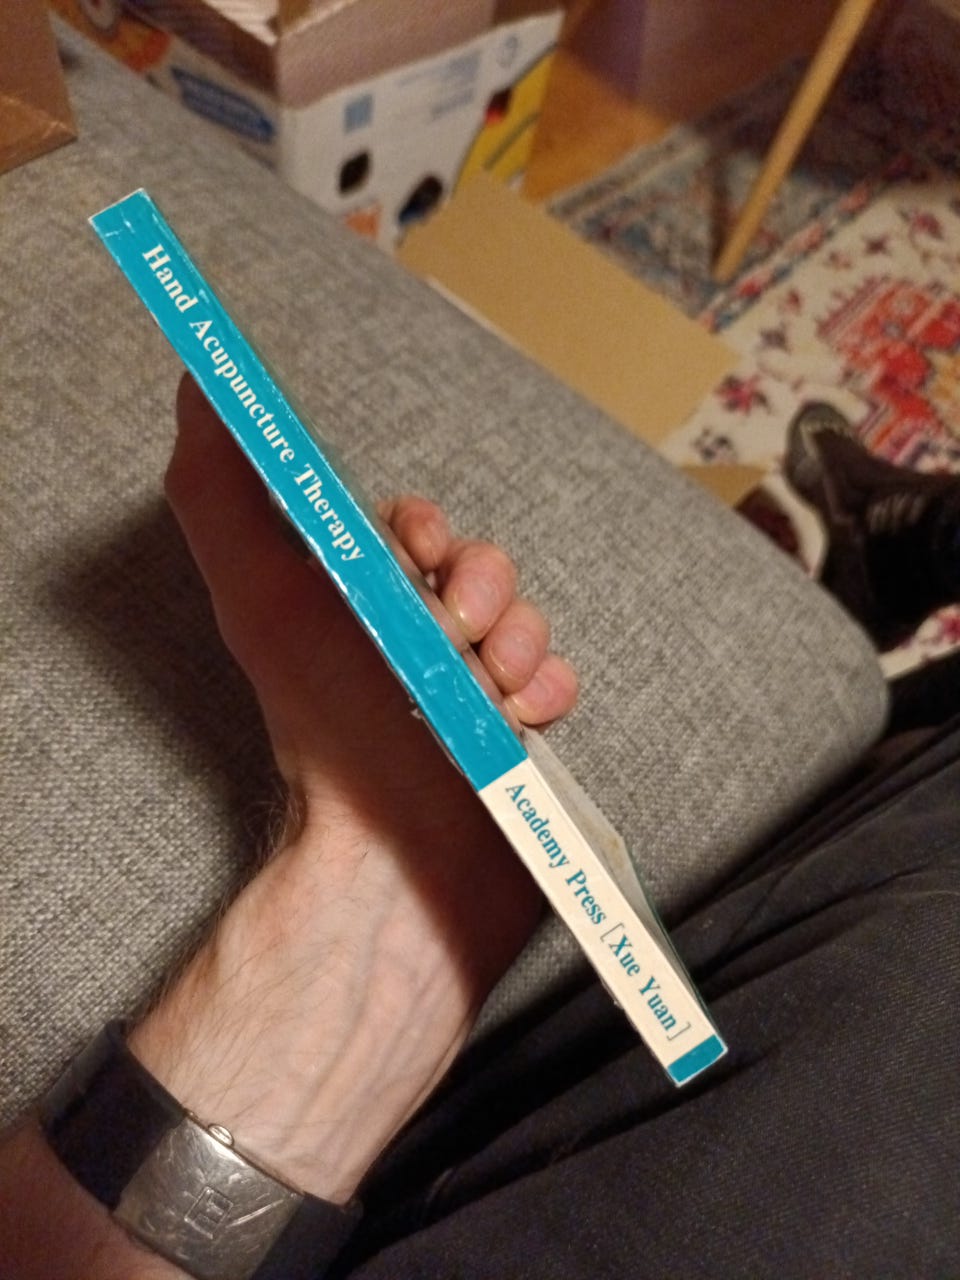 Hand Acupuncture Therapy
Academy Press [Xue Yuan]